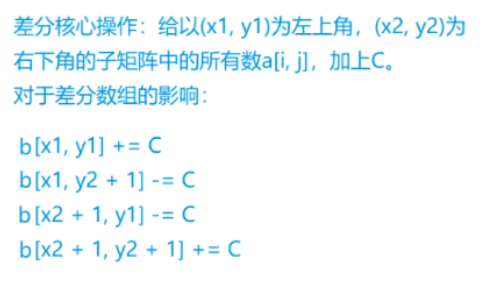 差分核心操作：给以(x1, y1)为左上角，(x2, y2)为
右下角的子矩阵中的所有数a[i, j]，加上C。
对于差分数组的影响：
b[x1, y1] += C
b[x1, y2 + 1] -= C
b[x2 + 1, y1] -= C
b[x2 + 1, y2 + 1] += C